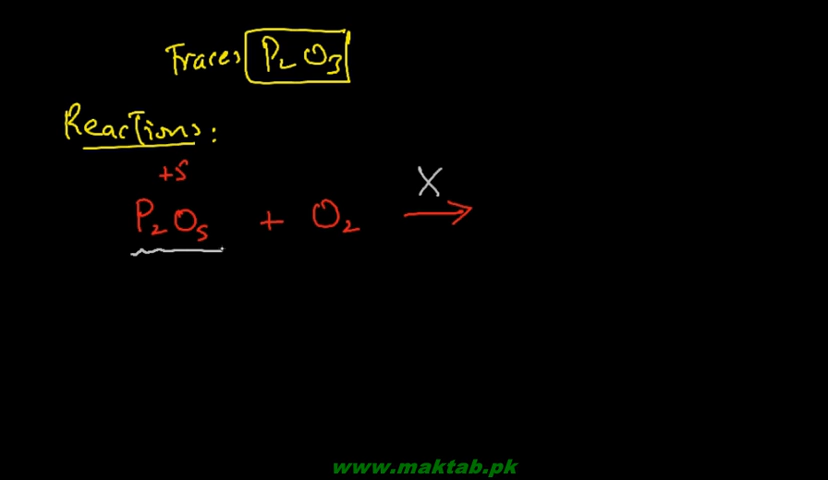 Traces P₂O₃
Reactions:
+5
P₂O₅ + O₂ X →
www.maktab.pk